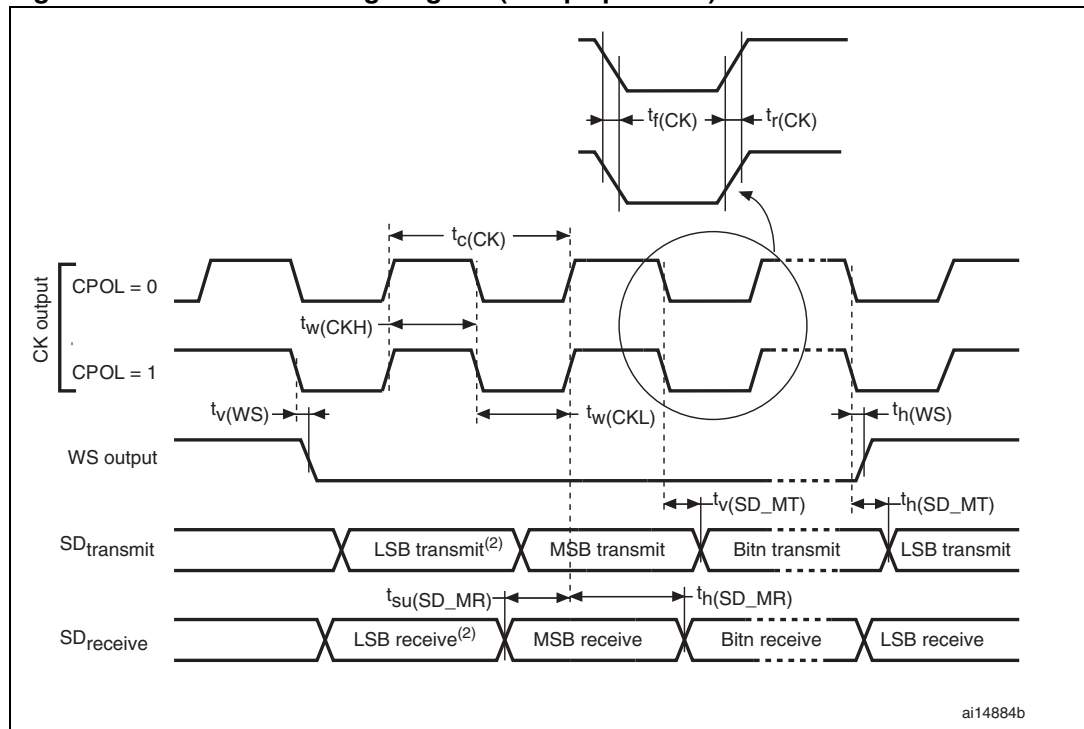 tf(CK)
tr(CK)
tc(CK)
CK output
CPOL = 0
tw(CKH)
CPOL = 1
tv(WS)
tw(CKL)
th(WS)
WS output
tv(SD_MT)
th(SD_MT)
SDtransmit
LSB transmit(2)
MSB transmit
Bitn transmit
LSB transmit
tsu(SD_MR)
th(SD_MR)
SDreceive
LSB receive(2)
MSB receive
Bitn receive
LSB receive
ai14884b